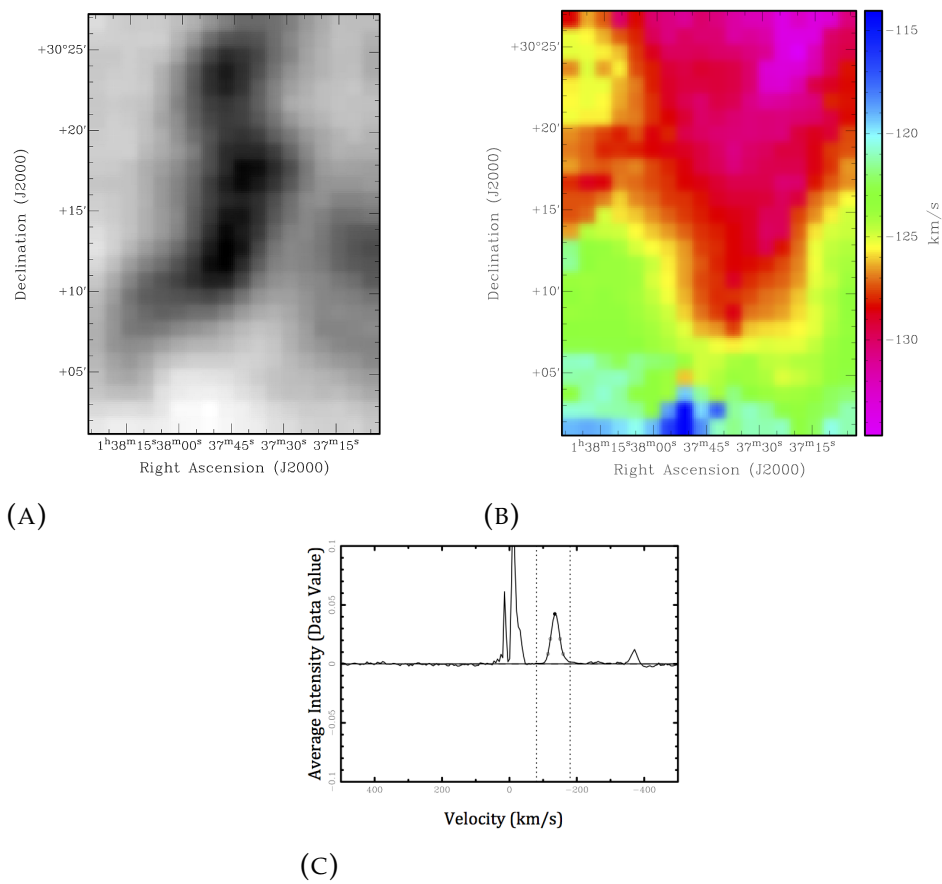 +30°25′
+20′
+15′
+10′
+05′
Declination (J2000)
1h38m15s38m00s 37m45s 37m30s 37m15s
Right Ascension (J2000)
(A)
+30°25′
+20′
+15′
+10′
+05′
Declination (J2000)
1h38m15s38m00s 37m45s 37m30s 37m15s
Right Ascension (J2000)
−115
−120
−125
−130
km/s
(B)
Average Intensity (Data Value)
0.1
0.05
0
−0.05
−0.1
400 200 0 −200 −400
Velocity (km/s)
(C)